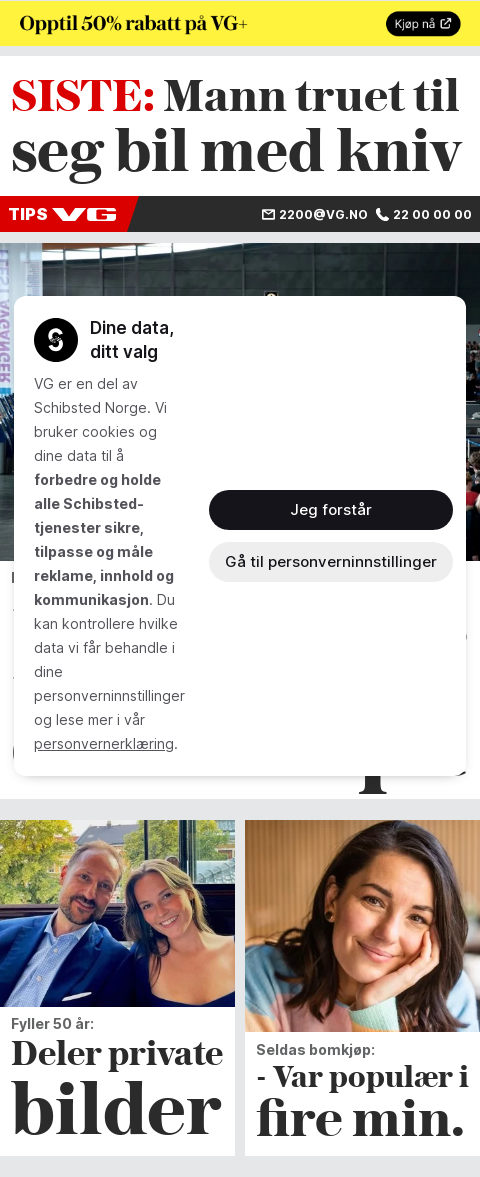 Opptil 50% rabatt på VG+
Kjøp nå
SISTE: Mann truet til
seg bil med kniv
TIPS VG
2200@VG.NO 22 00 00 00
Dine data,
ditt valg
VG er en del av
Schibsted Norge. Vi
bruker cookies og
dine data til å
forbedre og holde
alle Schibsted-
tjenester sikre,
tilpasse og måle
reklame, innhold og
kommunikasjon. Du
kan kontrollere hvilke
data vi får behandle i
dine
personverninnstillinger
og lese mer i vår
personvernerklæring.
Jeg forstår
Gå til personverninnstillinger
Fyller 50 år:
Deler private
bilder
Seldas bomkjøp:
- Var populær i
fire min.